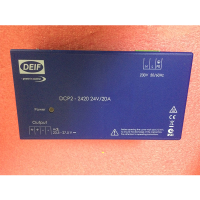 DEIF
230V 50/60Hz
DCP2 - 2420 24V/20A
Power
Output
+ + - -